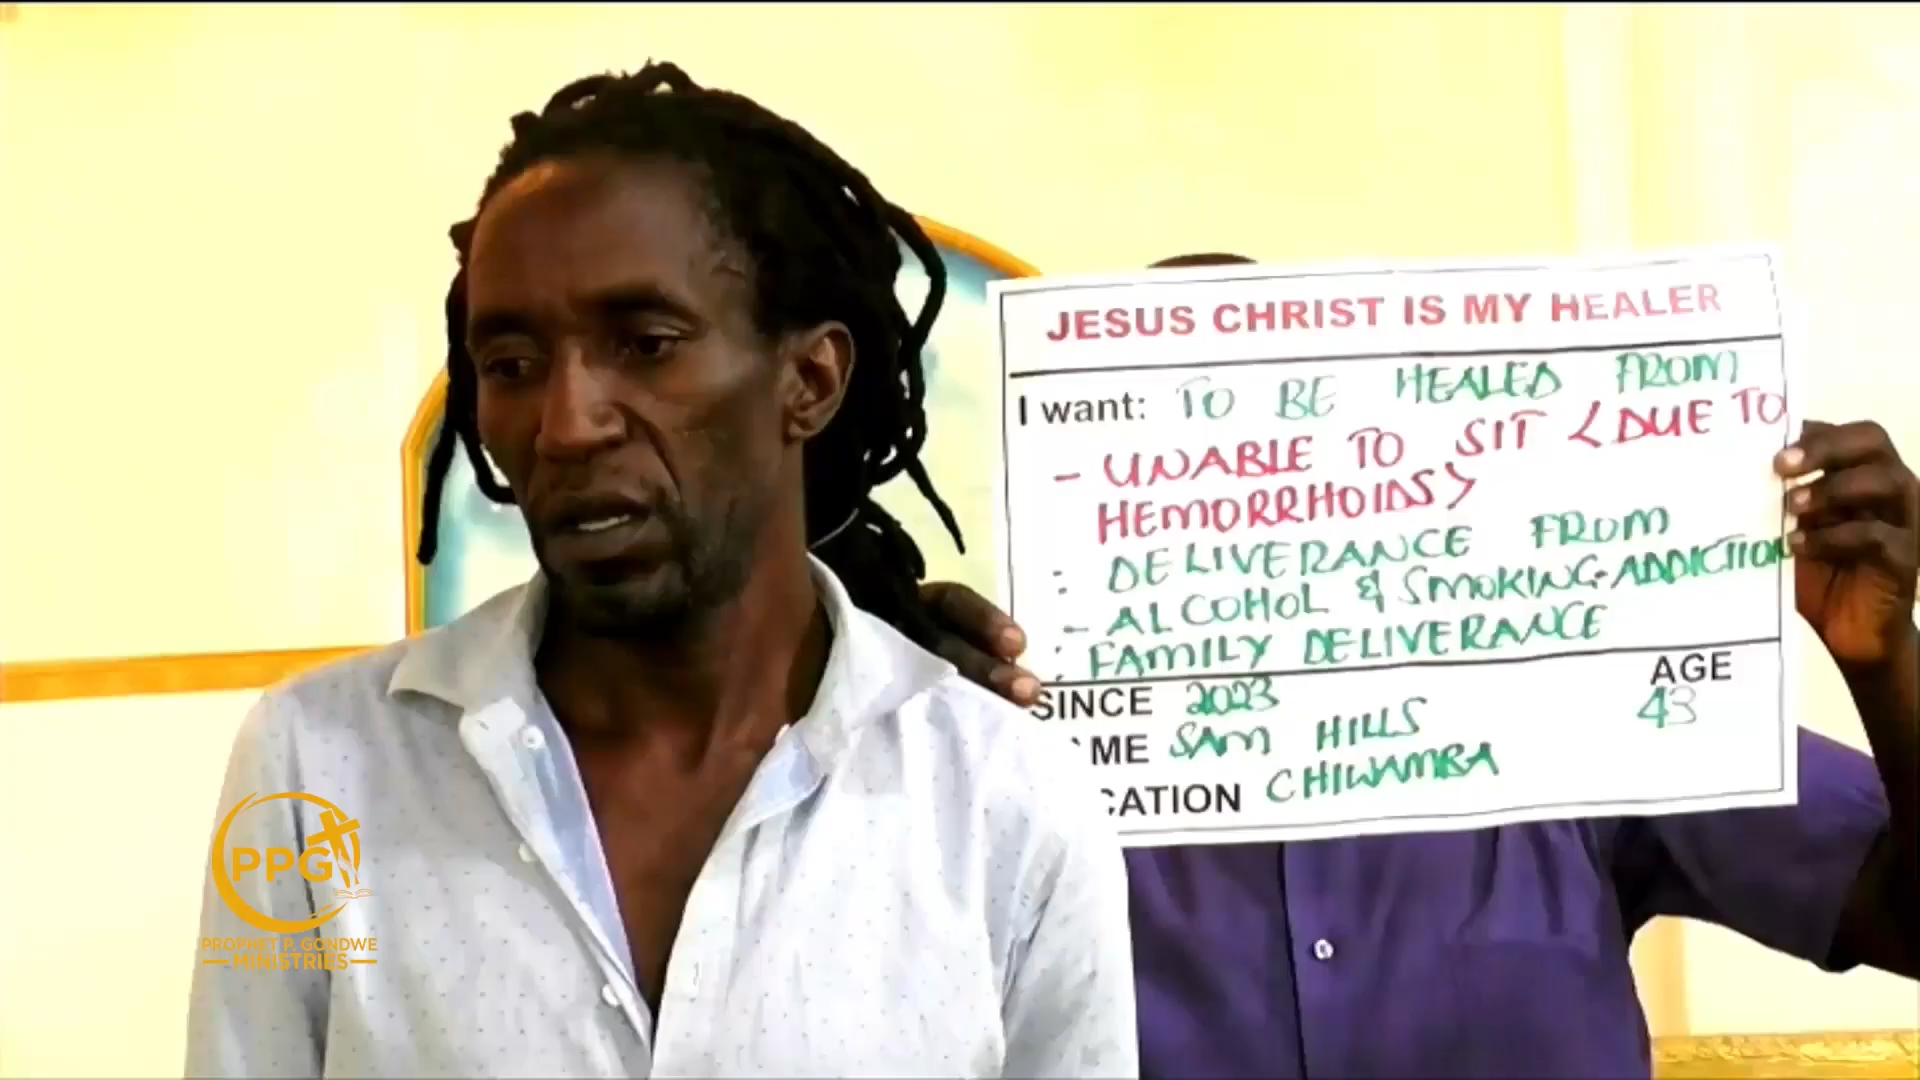 JESUS CHRIST IS MY HEALER
I want: TO BE HEALED FROM
- UNABLE TO SIT < DUE TO
HEMORRHOIDS >
: DELIVERANCE FROM
- ALCOHOL & SMOKING-ADDICTION
: FAMILY DELIVERANCE
SINCE 2023
AGE
43
ME SAM HILLS
CATION CHIWAMBA
PPG
PROPHET P. GONDWE
MINISTRIES